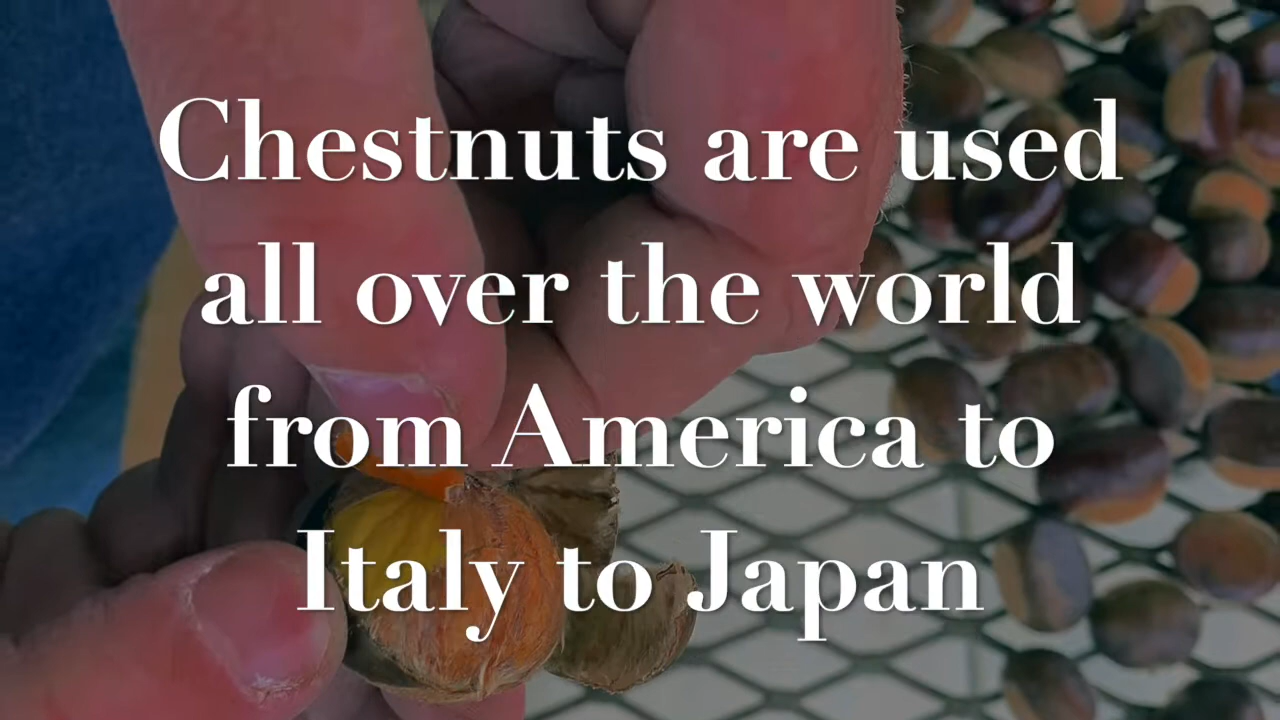 Chestnuts are used
all over the world
from America to
Italy to Japan